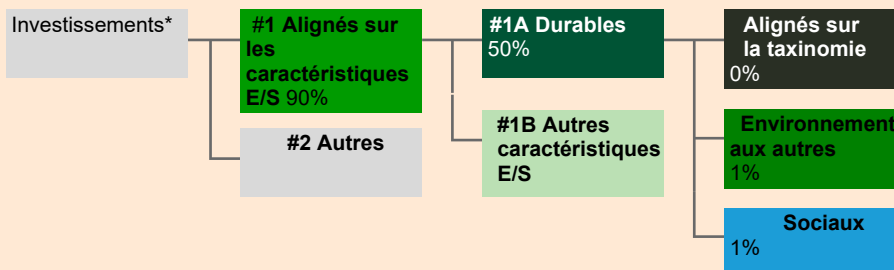 Investissements*
#1 Alignés sur
les
caractéristiques
E/S 90%
#2 Autres
#1A Durables
50%
#1B Autres
caractéristiques
E/S
Alignés sur
la taxinomie
0%
Environnement
aux autres
1%
Sociaux
1%